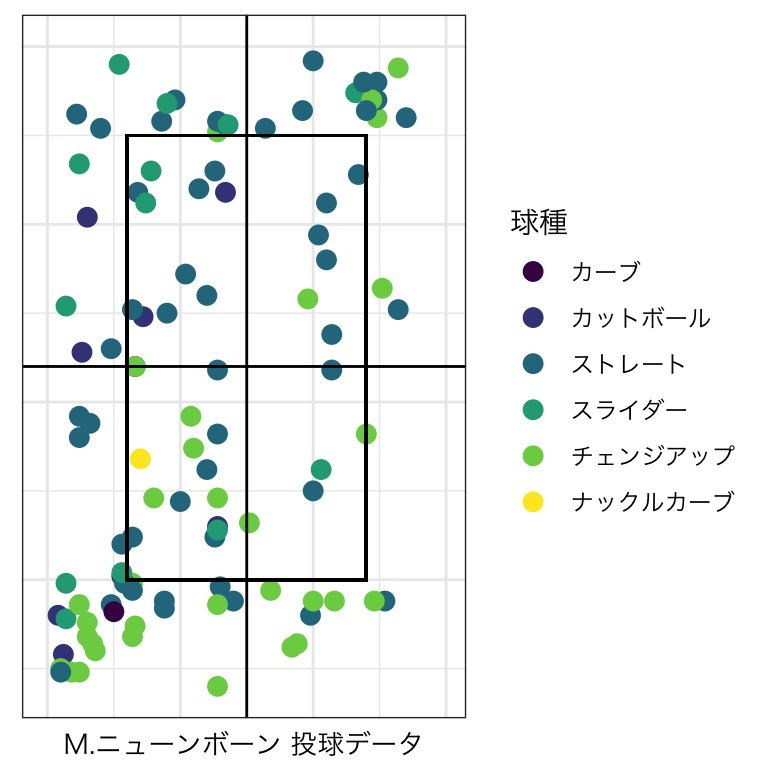 球種
カーブ
カットボール
ストレート
スライダー
チェンジアップ
ナックルカーブ
M.ニューンボーン 投球データ